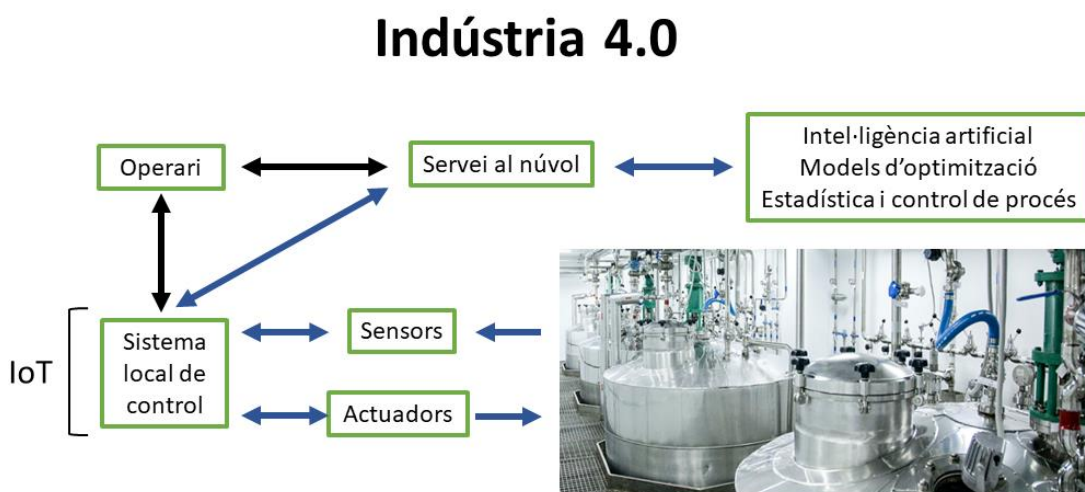 Indústria 4.0
Operari
Servei al núvol
Intel·ligència artificial
Models d'optimització
Estadística i control de procés
IoT
Sistema
local de
control
Sensors
Actuadors